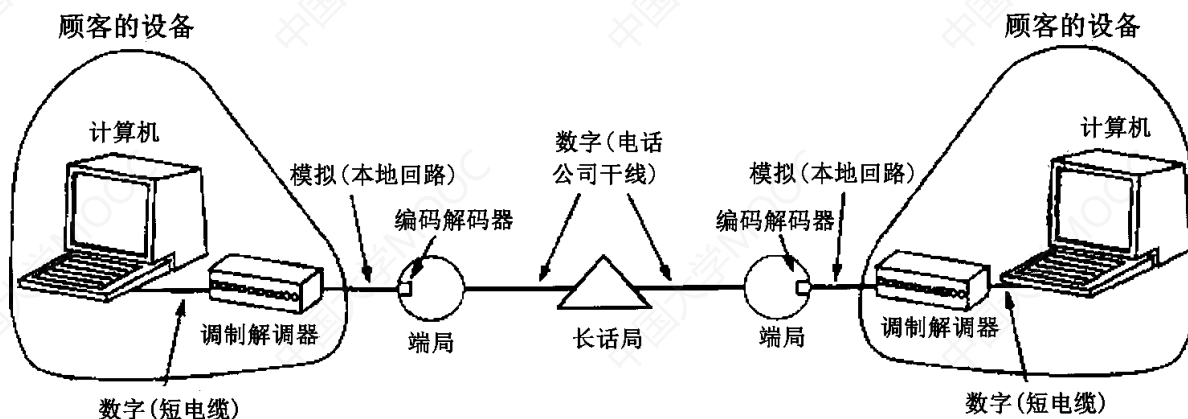 顾客的设备
顾客的设备
计算机
计算机
数字(电话
公司干线)
模拟(本地回路)
模拟(本地回路)
编码解码器
编码解码器
调制解调器
端局
长话局
端局
调制解调器
数字(短电缆)
数字(短电缆)